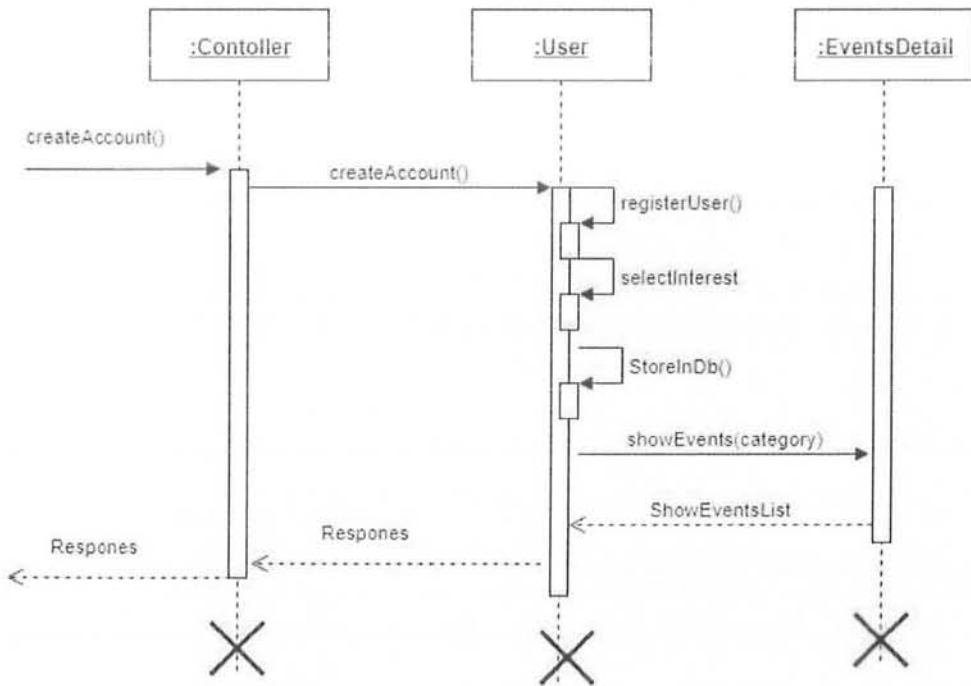 :Contoller
:User
:EventsDetail
createAccount()
createAccount()
registerUser()
selectInterest
StoreInDb()
showEvents(category)
ShowEventsList
Respones
Respones